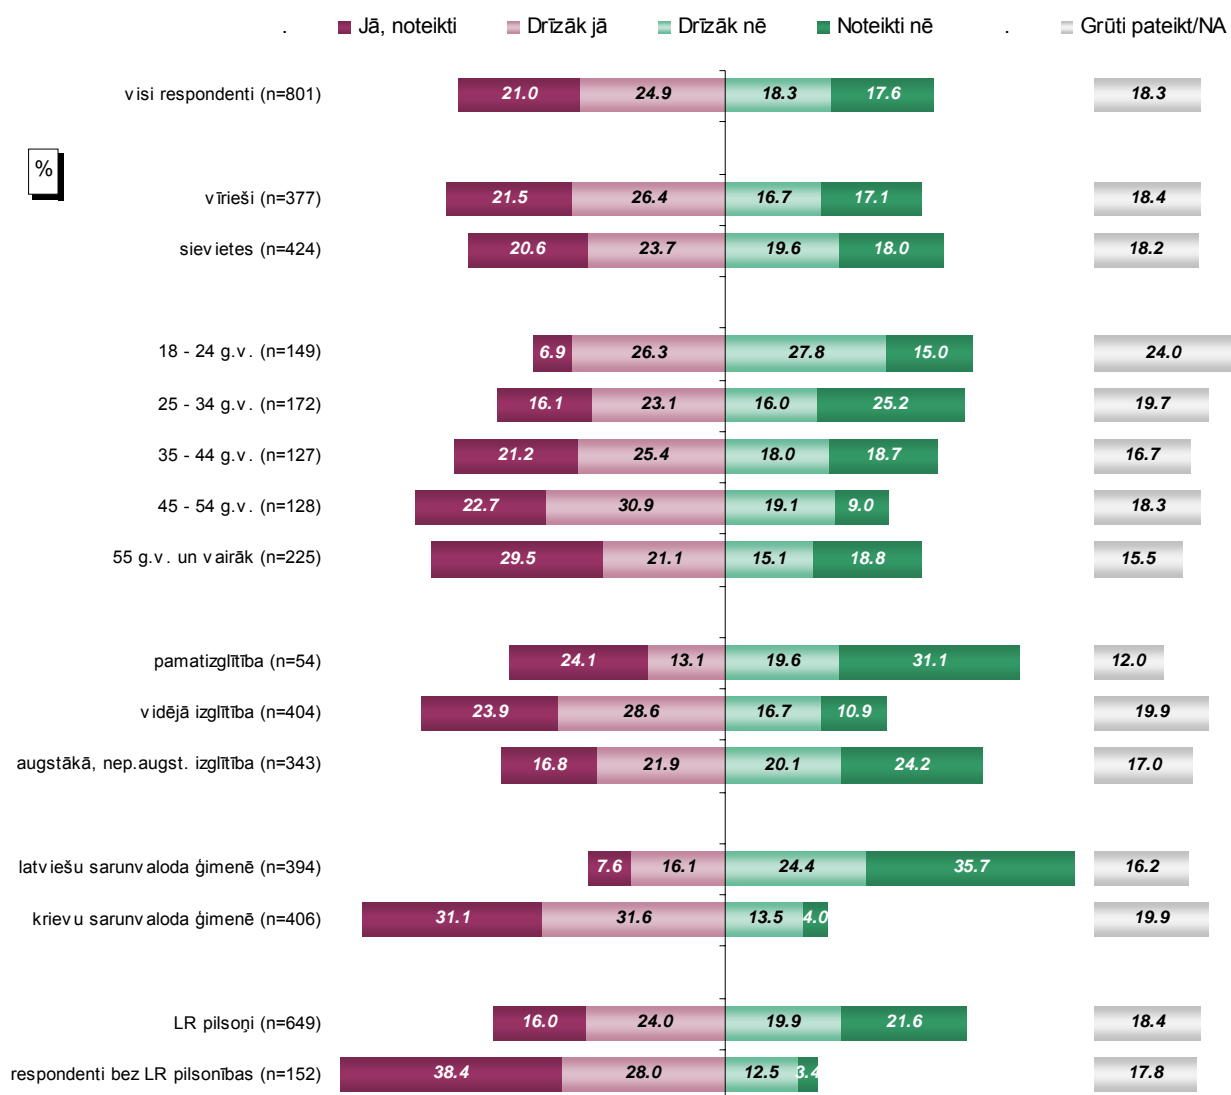 . Jā, noteikti Drīzāk jā Drīzāk nē Noteikti nē . Grūti pateikt/NA
visi respondenti (n=801) 21.0 24.9 18.3 17.6 18.3
%
vīrieši (n=377) 21.5 26.4 16.7 17.1 18.4
sievietes (n=424) 20.6 23.7 19.6 18.0 18.2
18 - 24 g.v. (n=149) 6.9 26.3 27.8 15.0 24.0
25 - 34 g.v. (n=172) 16.1 23.1 16.0 25.2 19.7
35 - 44 g.v. (n=127) 21.2 25.4 18.0 18.7 16.7
45 - 54 g.v. (n=128) 22.7 30.9 19.1 9.0 18.3
55 g.v. un vairāk (n=225) 29.5 21.1 15.1 18.8 15.5
pamatizglītība (n=54) 24.1 13.1 19.6 31.1 12.0
vidējā izglītība (n=404) 23.9 28.6 16.7 10.9 19.9
augstākā, nep.augst. izglītība (n=343) 16.8 21.9 20.1 24.2 17.0
latviešu sarunvaloda ģimenē (n=394) 7.6 16.1 24.4 35.7 16.2
krievu sarunvaloda ģimenē (n=406) 31.1 31.6 13.5 4.0 19.9
LR pilsoņi (n=649) 16.0 24.0 19.9 21.6 18.4
respondenti bez LR pilsonības (n=152) 38.4 28.0 12.5 3.4 17.8